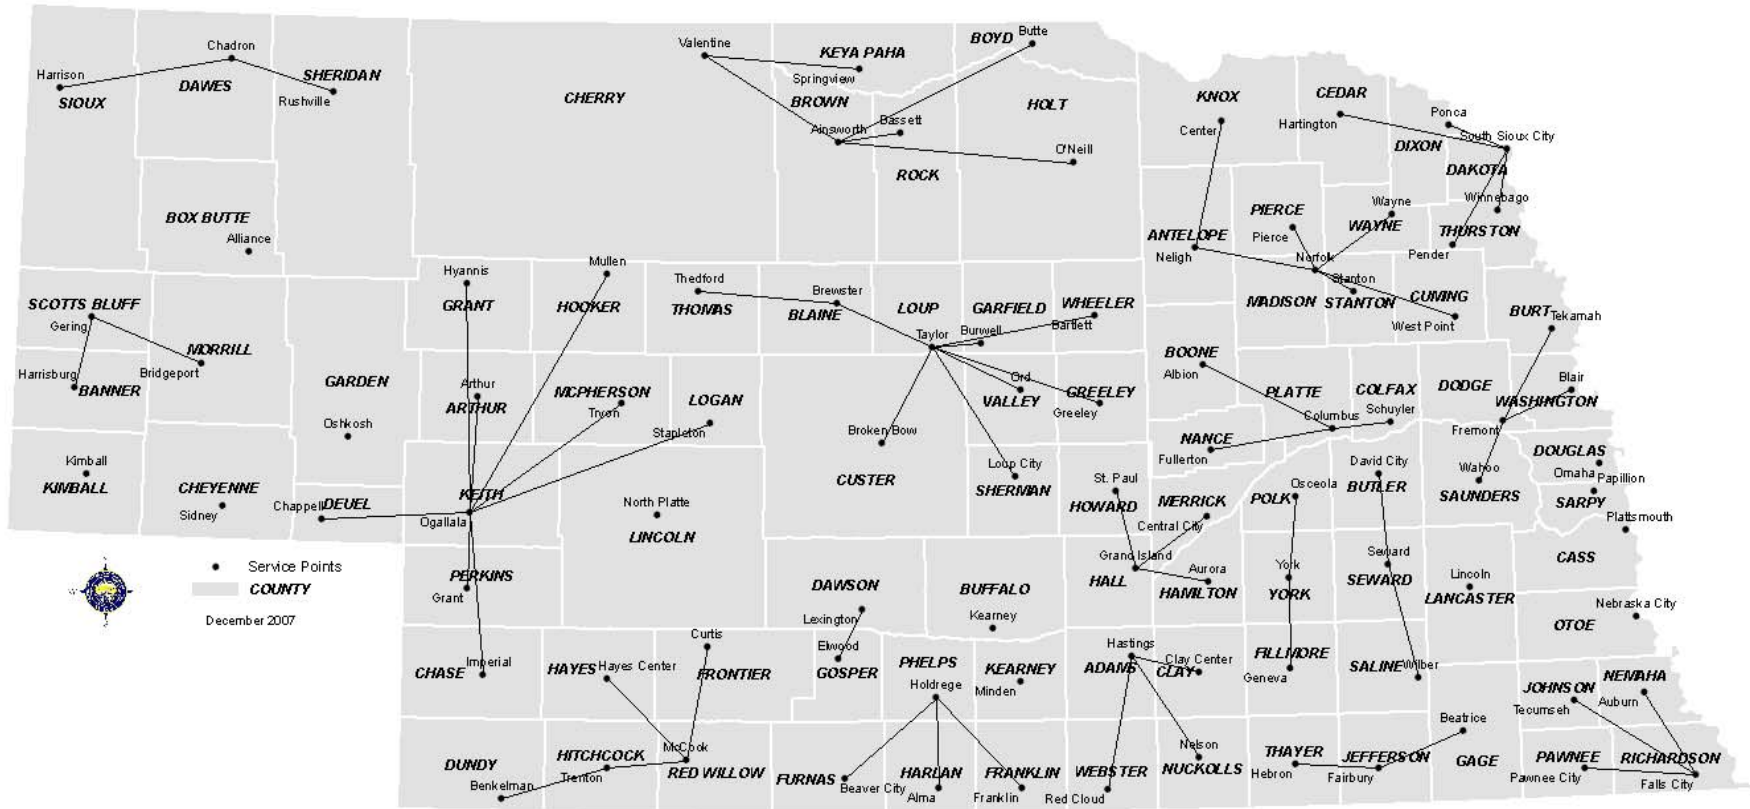 Butte
BOYD
Valentine
Chadron
KEYA PAHA
Harrison
SHERIDAN
Springview
DAWES
Rushville
SIOUX
CHERRY
BROWN
HOLT
KNOX
CEDAR
Ponca
Ainsworth
Bassett
Center
Hartington
South Sioux City
DIXON
O'Neill
ROCK
DAKOTA
Winnebago
Wayne
BOX BUTTE
PIERCE
WAYNE
THURSTON
Alliance
ANTELOPE
Pierce
Neligh
Norfolk
Pender
Hyannis
Mullen
Thedford
Stanton
SCOTTS BLUFF
GRANT
HOOKER
THOMAS
Brewster
BLAINE
LOUP
GARFIELD
WHEELER
MADISON
STANTON
CUMING
BURT
Gering
Taylor
Burwell
Bartlett
West Point
Tekamah
MORRILL
BOONE
Harrisburg
Bridgeport
GARDEN
Arthur
MCPHERSON
Ord
Albion
BANNER
ARTHUR
LOGAN
VALLEY
GREELEY
PLATTE
COLFAX
DODGE
Blair
WASHINGTON
Tryon
Greeley
Columbus
Schuyler
Oshkosh
Stapleton
Broken Bow
NANCE
Fremont
Kimball
Fullerton
DOUGLAS
Loup City
David City
Wahoo
Omaha
Papillion
KIMBALL
CHEYENNE
CUSTER
St. Paul
SHERMAN
Osceola
BUTLER
SAUNDERS
Chappell
DEUEL
KEITH
North Platte
HOWARD
MERRICK
POLK
SARPY
Sidney
Ogallala
Central City
Plattsmouth
LINCOLN
Grand Island
Seward
CASS
Service Points
PERKINS
DAWSON
HALL
Aurora
York
SEWARD
Lincoln
COUNTY
Grant
BUFFALO
HAMILTON
YORK
LANCASTER
December 2007
Lexington
Kearney
Nebraska City
Curtis
OTOE
Elwood
Hastings
Imperial
Hayes Center
PHELPS
Clay Center
FILLMORE
CHASE
HAYES
FRONTIER
GOSPER
KEARNEY
ADAMS
CLAY
SALINE
Wilber
Geneva
NEMAHA
Holdrege
Minden
JOHNSON
Tecumseh
Auburn
Beatrice
McCook
Nelson
HITCHCOCK
THAYER
JEFFERSON
PAWNEE
RICHARDSON
DUNDY
Trenton
RED WILLOW
FURNAS
HARLAN
FRANKLIN
WEBSTER
NUCKOLLS
Hebron
Fairbury
GAGE
Pawnee City
Falls City
Benkelman
Beaver City
Alma
Franklin
Red Cloud